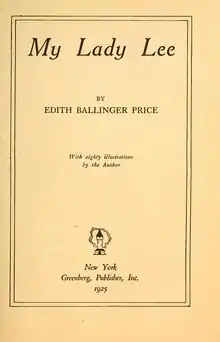 My Lady Lee
BY
EDITH BALLINGER PRICE
With eighty illustrations
by the Author
New York
Greenberg, Publisher, Inc.
1925